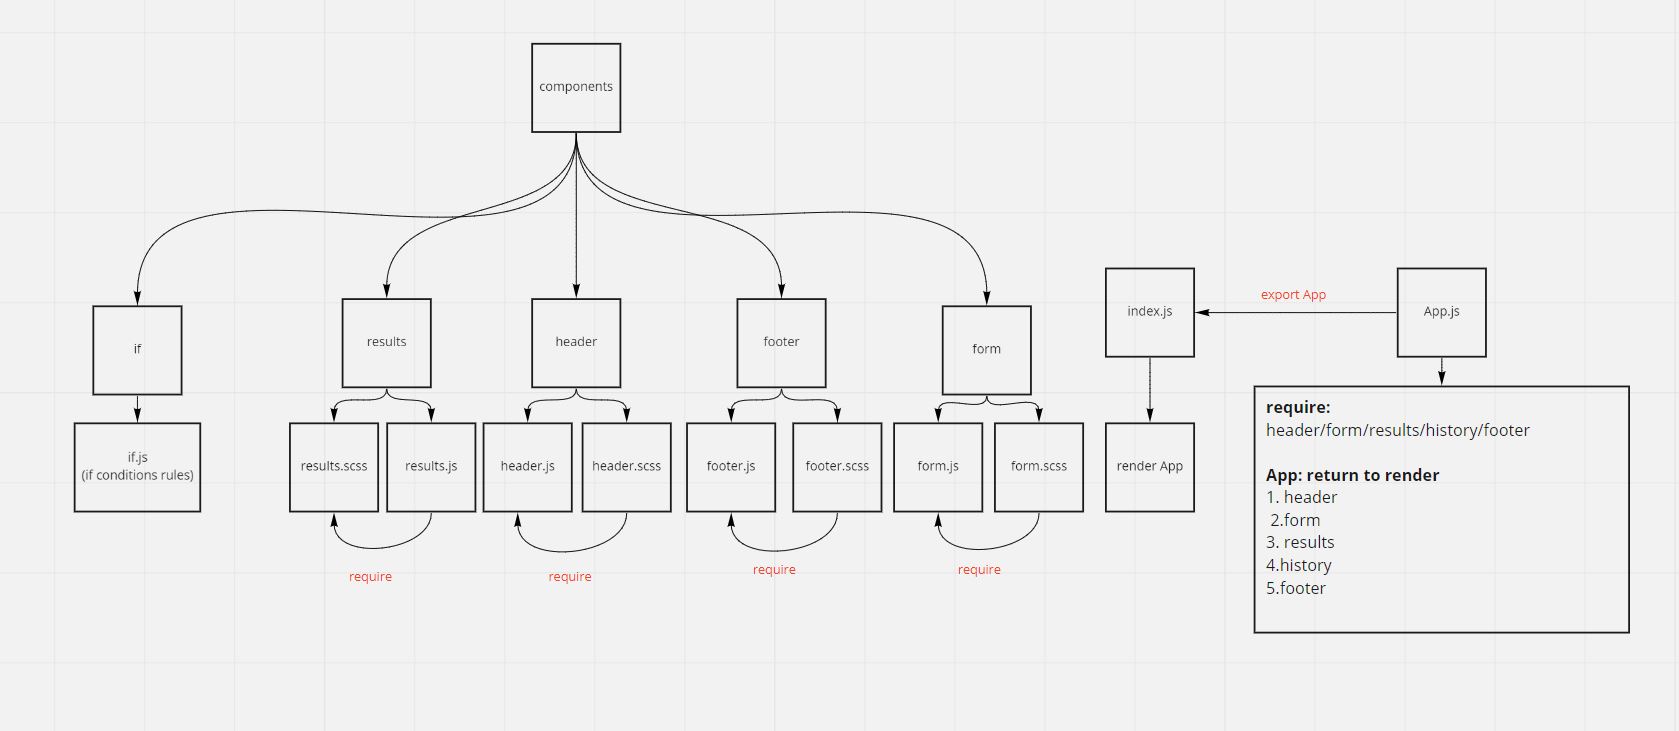 components
if
results
header
footer
form
index.js
export App
App.js
if.js
(if conditions rules)
results.scss
results.js
header.js
header.scss
footer.js
footer.scss
form.js
form.scss
render App
require
require
require
require
require:
header/form/results/history/footer
App: return to render
1. header
2.form
3. results
4.history
5.footer